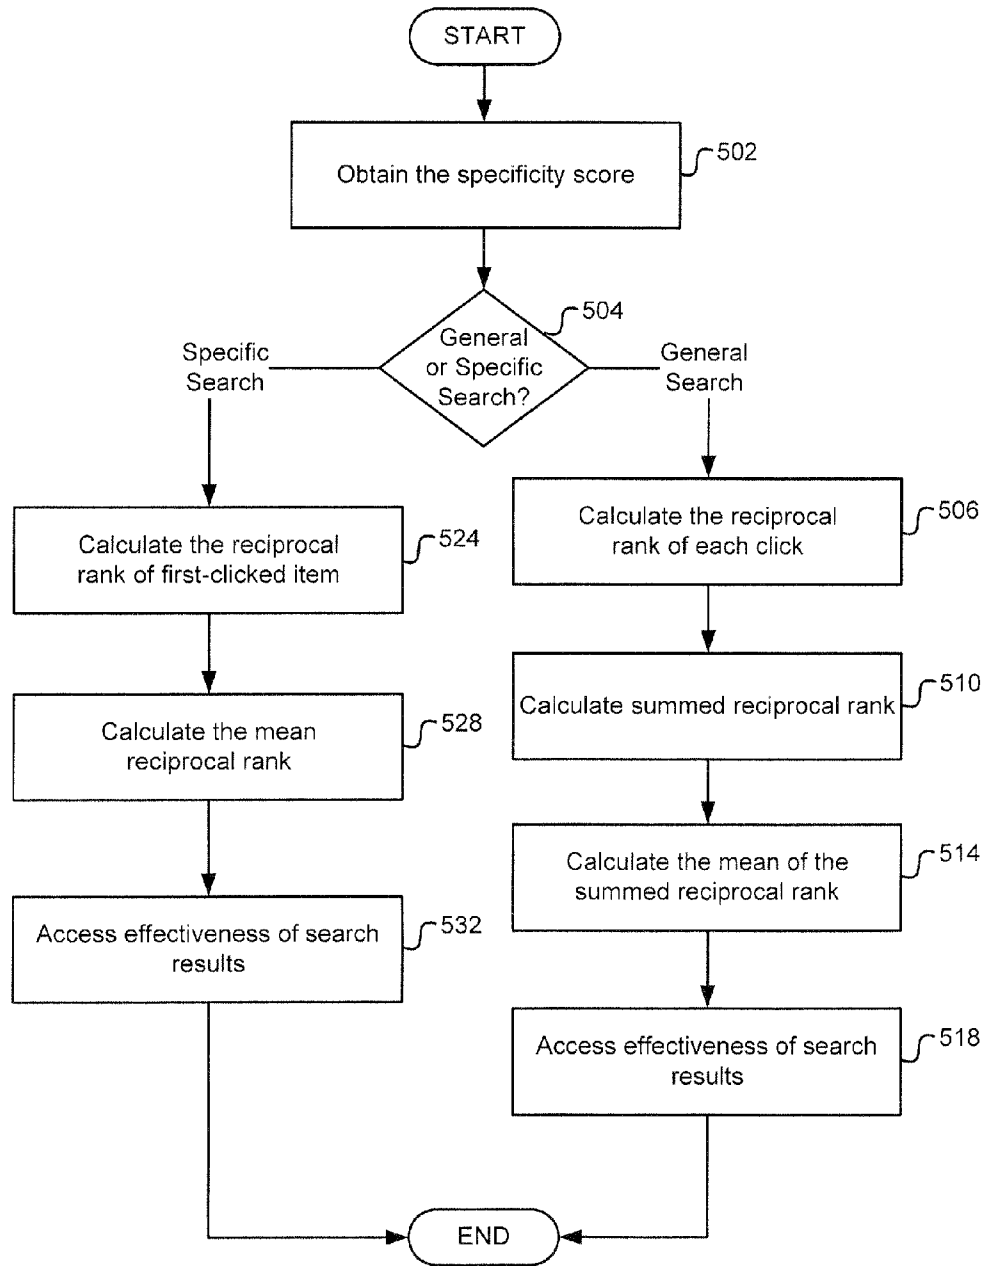 START
Obtain the specificity score
502
General
or Specific
Search?
504
Specific
Search
General
Search
Calculate the reciprocal
rank of first-clicked item
524
Calculate the mean
reciprocal rank
528
Access effectiveness of search
results
532
Calculate the reciprocal
rank of each click
506
Calculate summed reciprocal rank
510
Calculate the mean of the
summed reciprocal rank
514
Access effectiveness of search
results
518
END